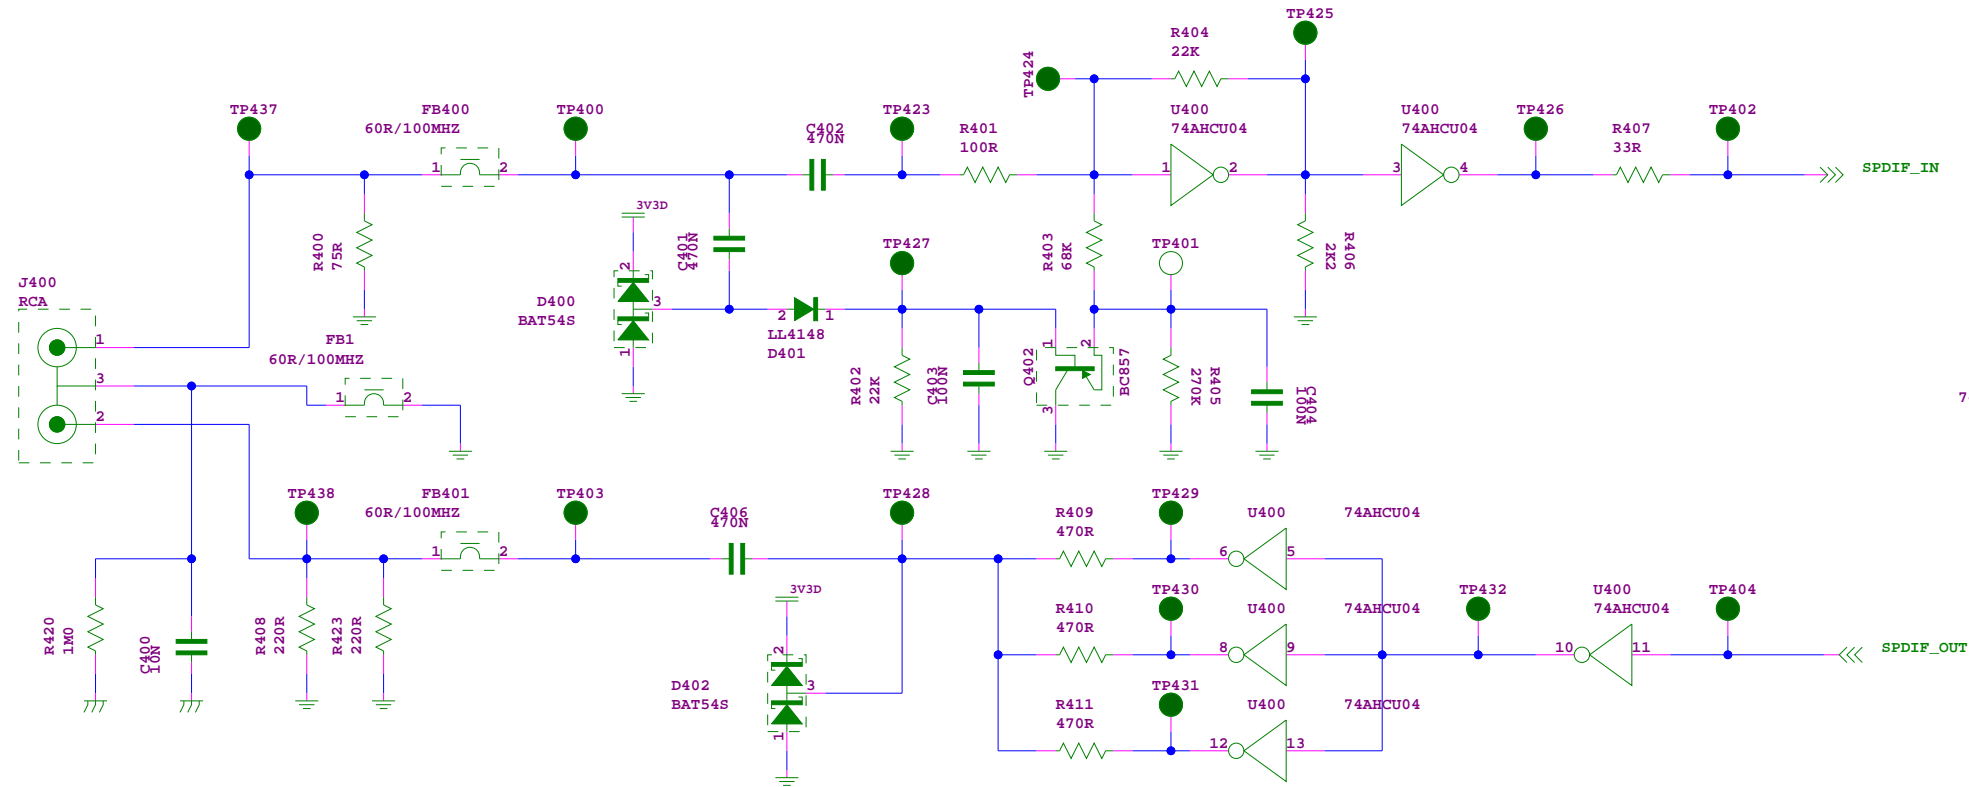 TP425
R404
22K
TP424
TP437
FB400
60R/100MHZ
TP400
C402
470N
TP423
R401
100R
U400
74AHCU04
U400
74AHCU04
TP426
R407
33R
TP402
1
2
1
2
3
4
SPDIF_IN
3V3D
R400
75R
C401
470N
TP427
R403
68K
TP401
R406
2K2
J400
RCA
D400
BAT54S
2
3
1
2
1
LL4148
D401
1
3
2
FB1
60R/100MHZ
1
2
R402
22K
C403
100N
Q402
1
2
3
BC857
R405
270K
C404
100N
7
TP438
FB401
60R/100MHZ
TP403
C406
470N
TP428
R409
470R
TP429
U400
74AHCU04
1
2
6
5
3V3D
R420
1M0
C400
10N
R408
220R
R423
220R
R410
470R
TP430
U400
74AHCU04
8
9
TP432
U400
74AHCU04
TP404
10
11
SPDIF_OUT
D402
BAT54S
2
3
1
R411
470R
TP431
U400
74AHCU04
12
13